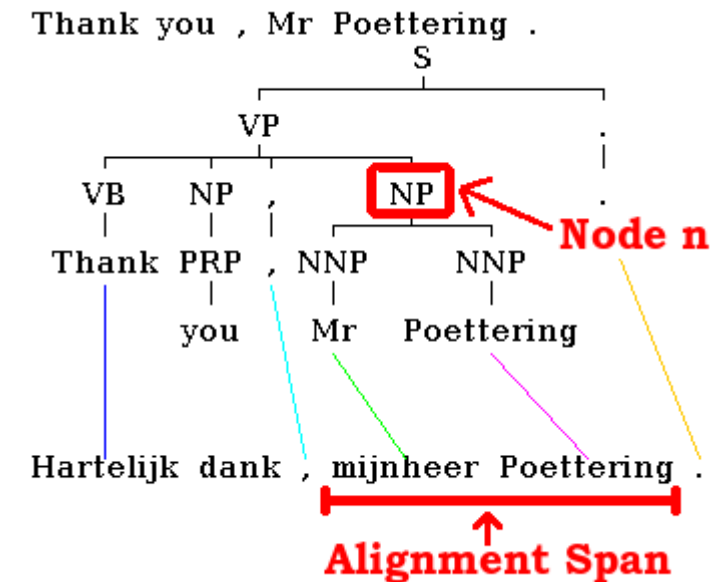 Thank you , Mr Poettering .
S
VP .
VB NP , NP .
Node n
Thank PRP , NNP NNP
you Mr Poettering
Hartelijk dank , mijnheer Poettering .
Alignment Span